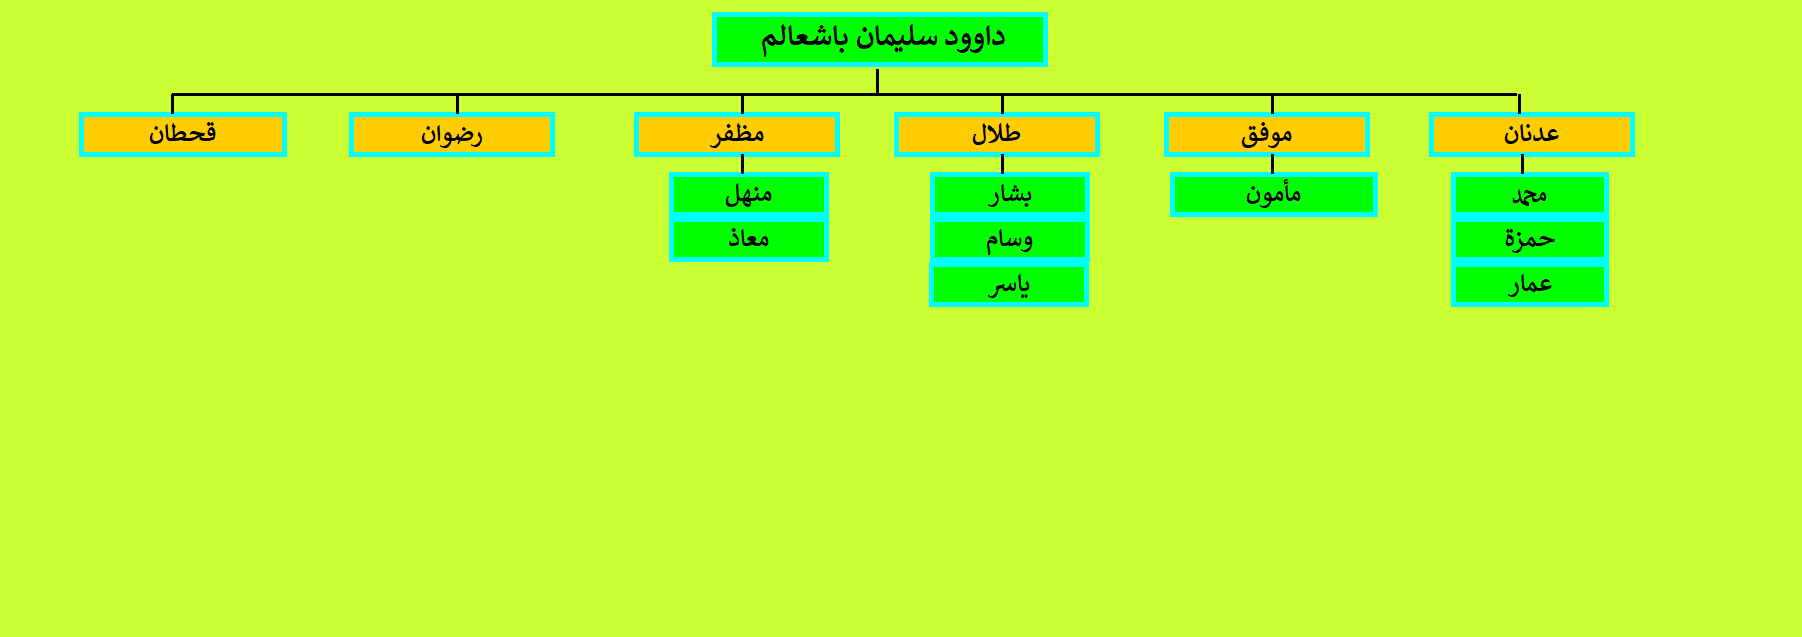 داوود سليمان باشعالم
عدنان
موفق
طلال
مظفر
رضوان
قحطان
محمد
مأمون
بشار
منهل
حمزة
وسام
معاذ
عمار
ياسر